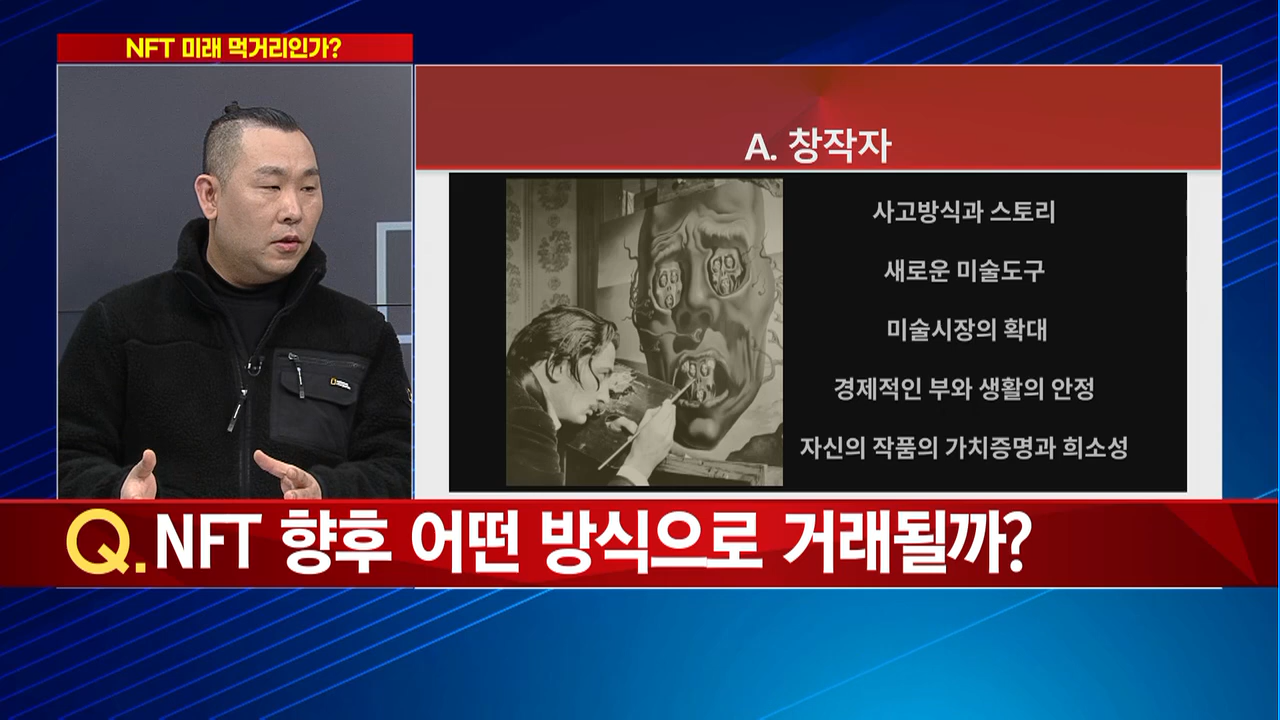 NFT 미래 먹거리인가?
A. 창작자
사고방식과 스토리
새로운 미술도구
미술시장의 확대
경제적인 부와 생활의 안정
자신의 작품의 가치증명과 희소성
Q. NFT 향후 어떤 방식으로 거래될까?